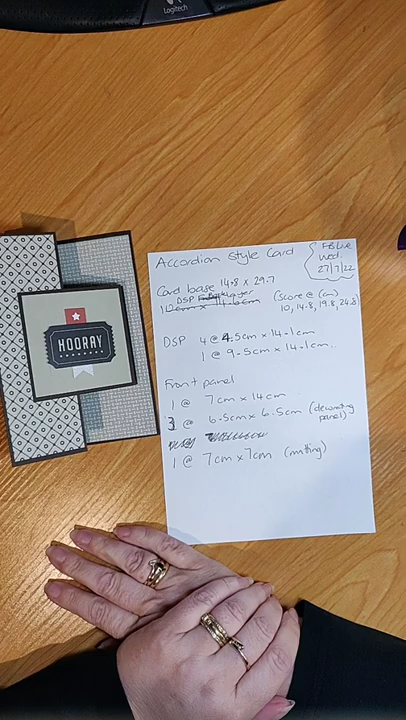 Logitech
Accordion Style Card
FB Live
Wed.
27/7/22
Card base 14.8 x 29.7
DSP layer
(Score @ (cm)
10, 14.8, 19.8, 24.8)
DSP 4 @ 4.5cm x 14-1cm
1 @ 9-5cm x 14-1cm.
Front panel
1 @ 7cm x 14cm
3 @ 6-5cm x 6.5cm (decorating
panel)
1 @ 7cm x 7cm (matting)
HOORAY